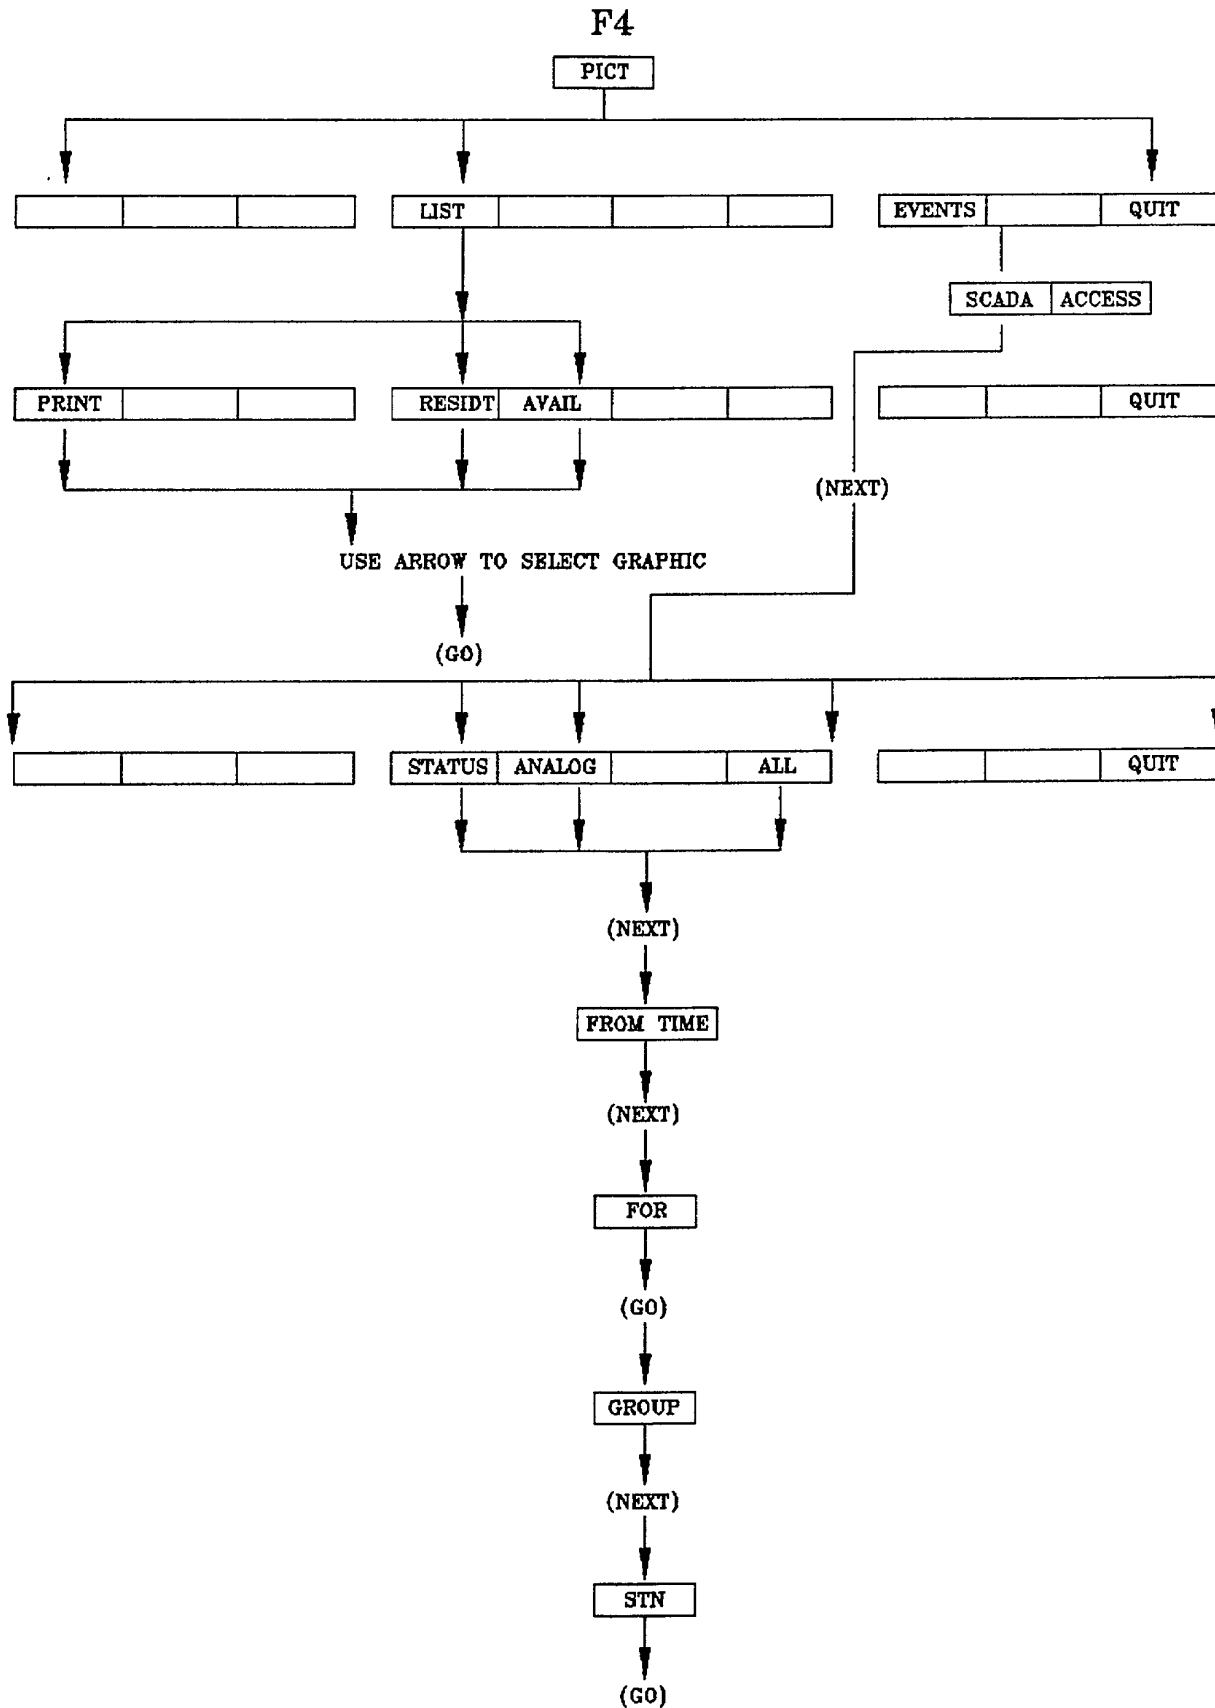 F4
PICT
LIST
EVENTS QUIT
SCADA ACCESS
PRINT RESIDT AVAIL QUIT
(NEXT)
USE ARROW TO SELECT GRAPHIC
(GO)
STATUS ANALOG ALL QUIT
(NEXT)
FROM TIME
(NEXT)
FOR
(GO)
GROUP
(NEXT)
STN
(GO)